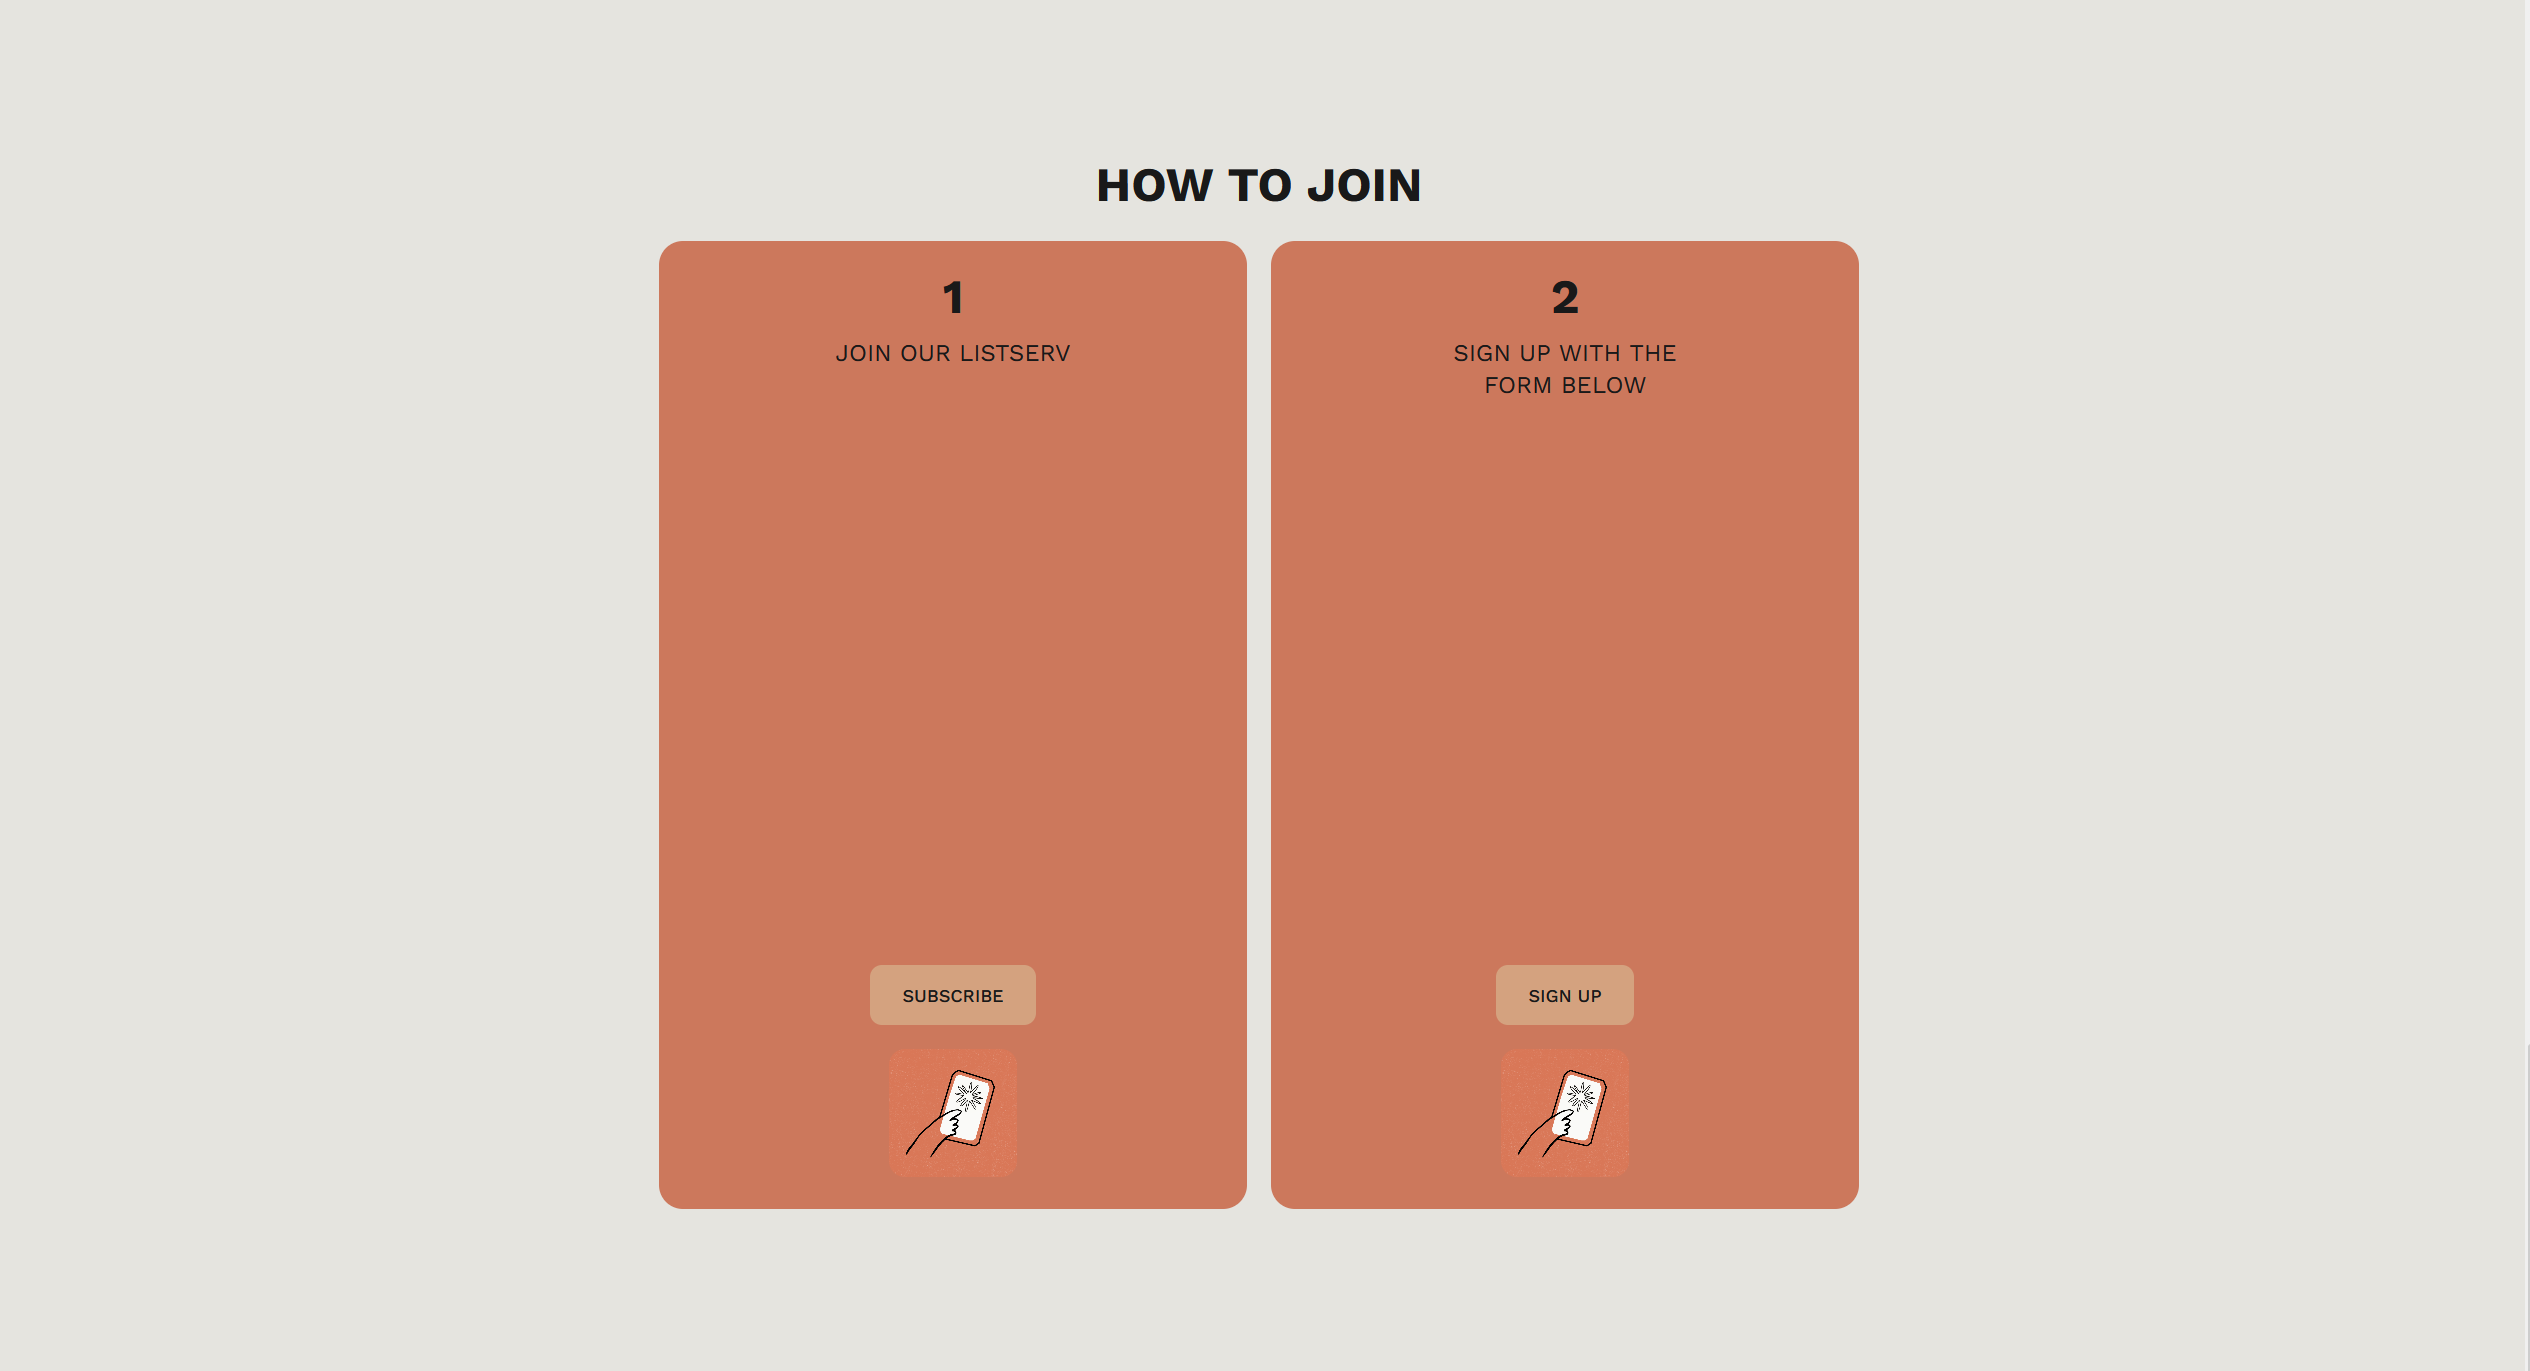 HOW TO JOIN
1
JOIN OUR LISTSERV
SUBSCRIBE
2
SIGN UP WITH THE
FORM BELOW
SIGN UP